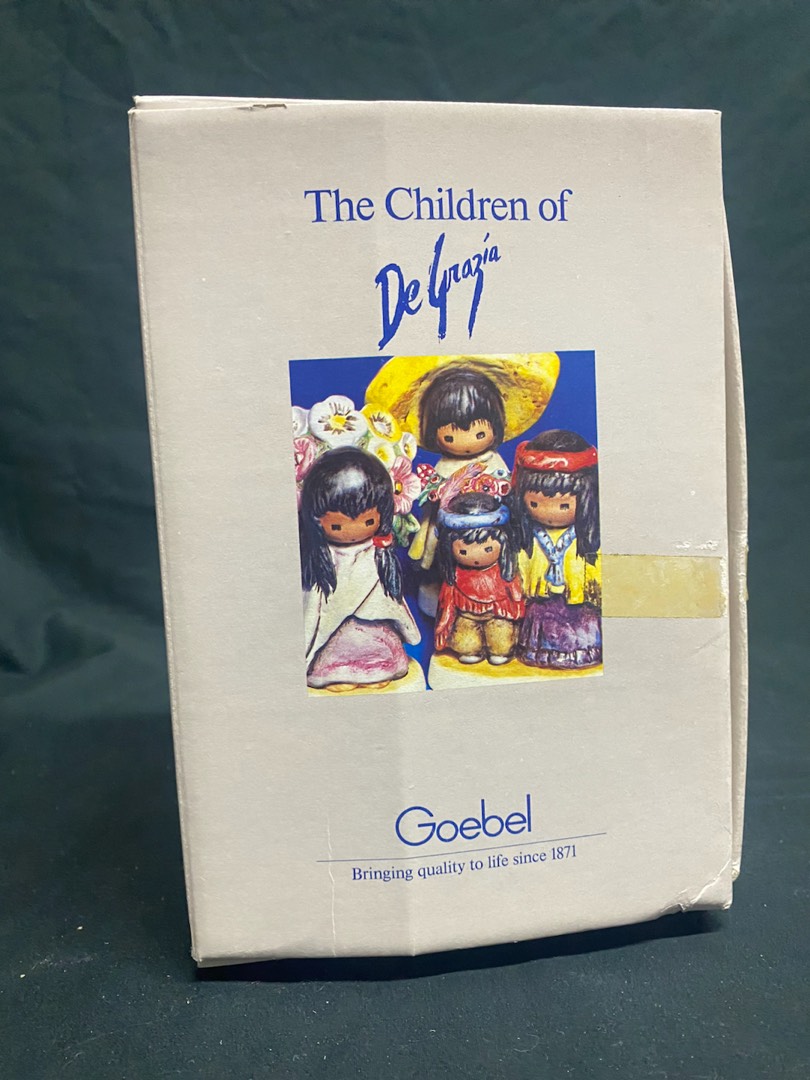 The Children of
De Grazia
Goebel
Bringing quality to life since 1871